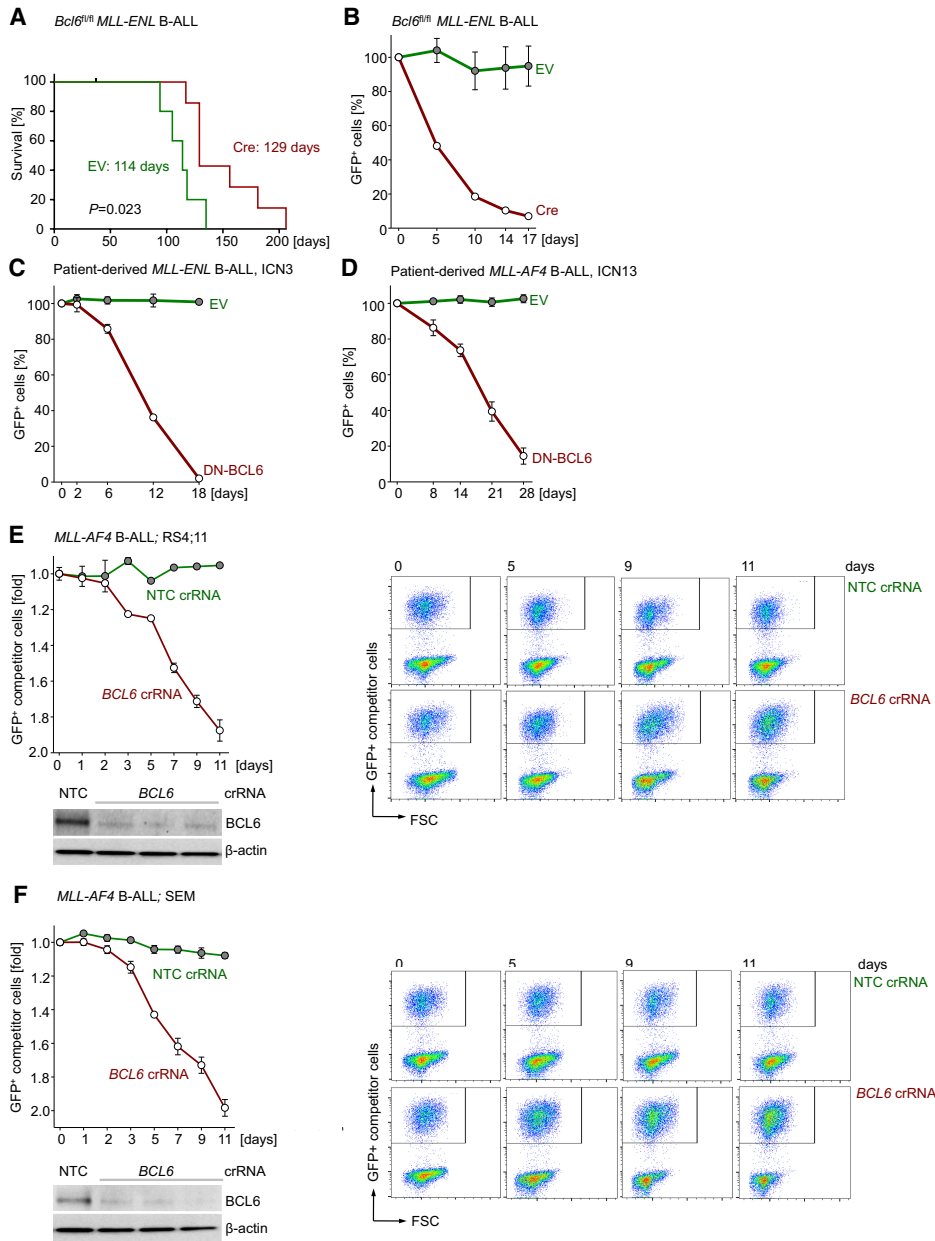 A
Bcl6fl/fl MLL-ENL B-ALL
Survival [%]
100
80
60
40
20
0
EV: 114 days
Cre: 129 days
P=0.023
0 50 100 150 200 [days]
B
Bcl6fl/fl MLL-ENL B-ALL
GFP+ cells [%]
100
80
60
40
20
0
EV
Cre
0 5 10 14 17 [days]
C
Patient-derived MLL-ENL B-ALL, ICN3
GFP+ cells [%]
100
80
60
40
20
0
EV
DN-BCL6
0 2 6 12 18 [days]
D
Patient-derived MLL-AF4 B-ALL, ICN13
GFP+ cells [%]
100
80
60
40
20
0
EV
DN-BCL6
0 8 14 21 28 [days]
E
MLL-AF4 B-ALL; RS4;11
GFP+ competitor cells [fold]
1.0
1.2
1.4
1.6
1.8
2.0
NTC crRNA
BCL6 crRNA
0 1 2 3 5 7 9 11 [days]
NTC BCL6 crRNA
BCL6
β-actin
0 5 9 11 days
NTC crRNA
BCL6 crRNA
GFP+ competitor cells
FSC
F
MLL-AF4 B-ALL; SEM
GFP+ competitor cells [fold]
1.0
1.2
1.4
1.6
1.8
2.0
NTC crRNA
BCL6 crRNA
0 1 2 3 5 7 9 11 [days]
NTC BCL6 crRNA
BCL6
β-actin
0 5 9 11 days
NTC crRNA
BCL6 crRNA
GFP+ competitor cells
FSC